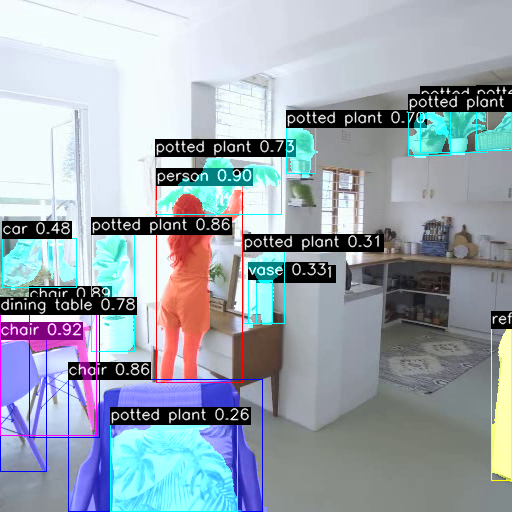 potted plant
potted plant 0.70
potted plant 0.73
person 0.90
potted plant 0.86
car 0.48
potted plant 0.31
vase 0.33
chair 0.89
dining table 0.78
chair 0.92
chair 0.86
potted plant 0.26
ref